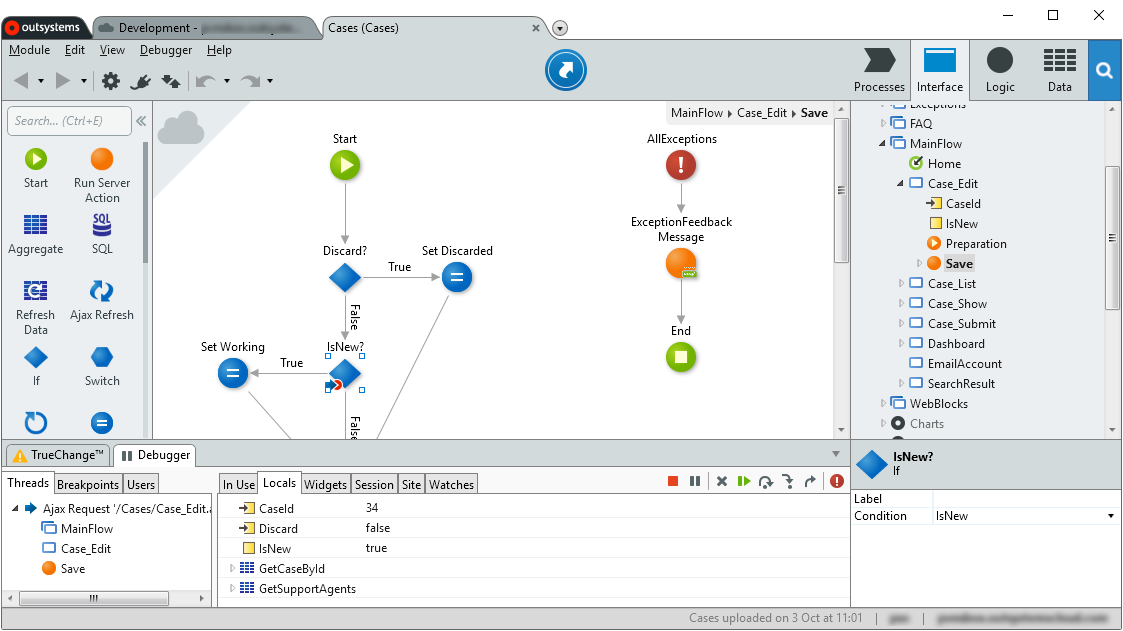 outsystems
Development -
Cases (Cases)
Module Edit View Debugger Help
Processes Interface Logic Data
Search... (Ctrl+E)
Start
Run Server
Action
Aggregate
SQL
Refresh
Data
Ajax Refresh
If
Switch
MainFlow Case_Edit Save
Start
Discard?
True
Set Discarded
False
IsNew?
True
Set Working
False
AllExceptions
ExceptionFeedback
Message
End
Exceptions
FAQ
MainFlow
Home
Case_Edit
CaseId
IsNew
Preparation
Save
Case_List
Case_Show
Case_Submit
Dashboard
EmailAccount
SearchResult
WebBlocks
Charts
TrueChange™ Debugger
Threads Breakpoints Users
Ajax Request '/Cases/Case_Edit.a
MainFlow
Case_Edit
Save
In Use Locals Widgets Session Site Watches
CaseId 34
Discard false
IsNew true
GetCaseById
GetSupportAgents
IsNew?
If
Label
Condition IsNew
Cases uploaded on 3 Oct at 11:01